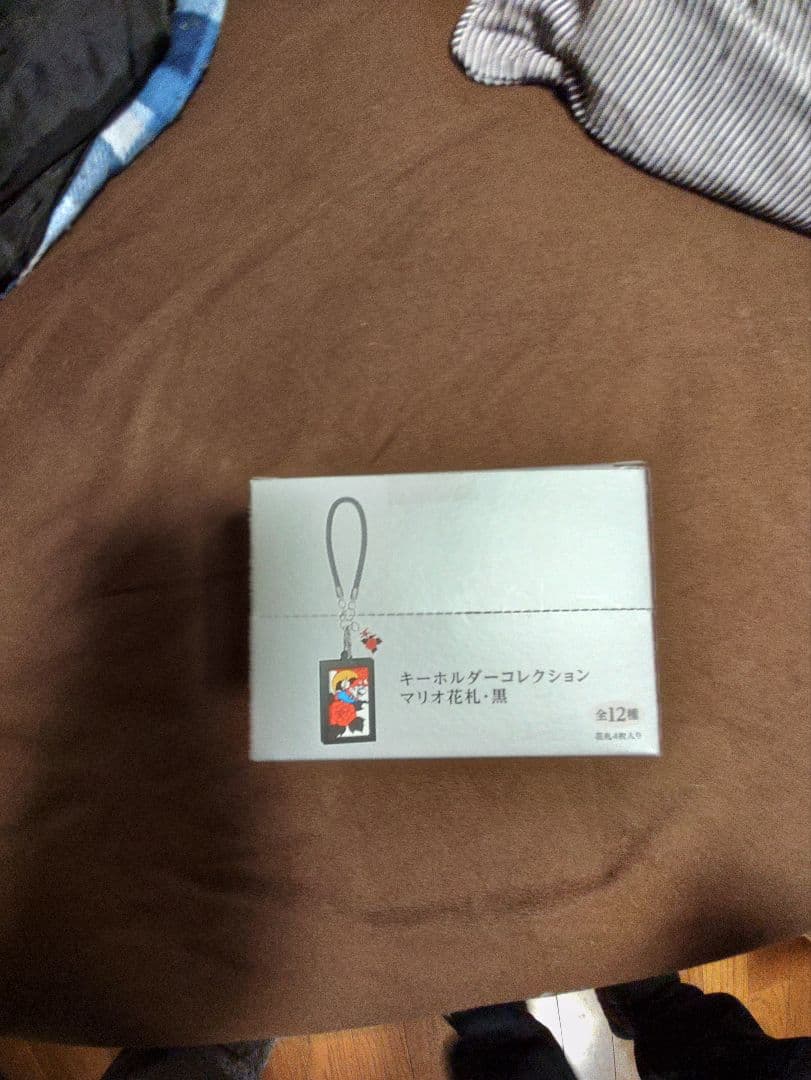 キーホルダーコレクション
マリオ花札・黒
全12種
花札4枚入り